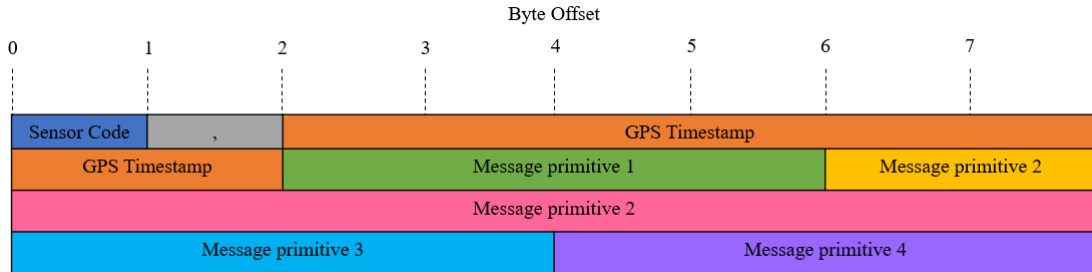 Byte Offset
0 1 2 3 4 5 6 7
Sensor Code , GPS Timestamp
GPS Timestamp Message primitive 1 Message primitive 2
Message primitive 2
Message primitive 3 Message primitive 4